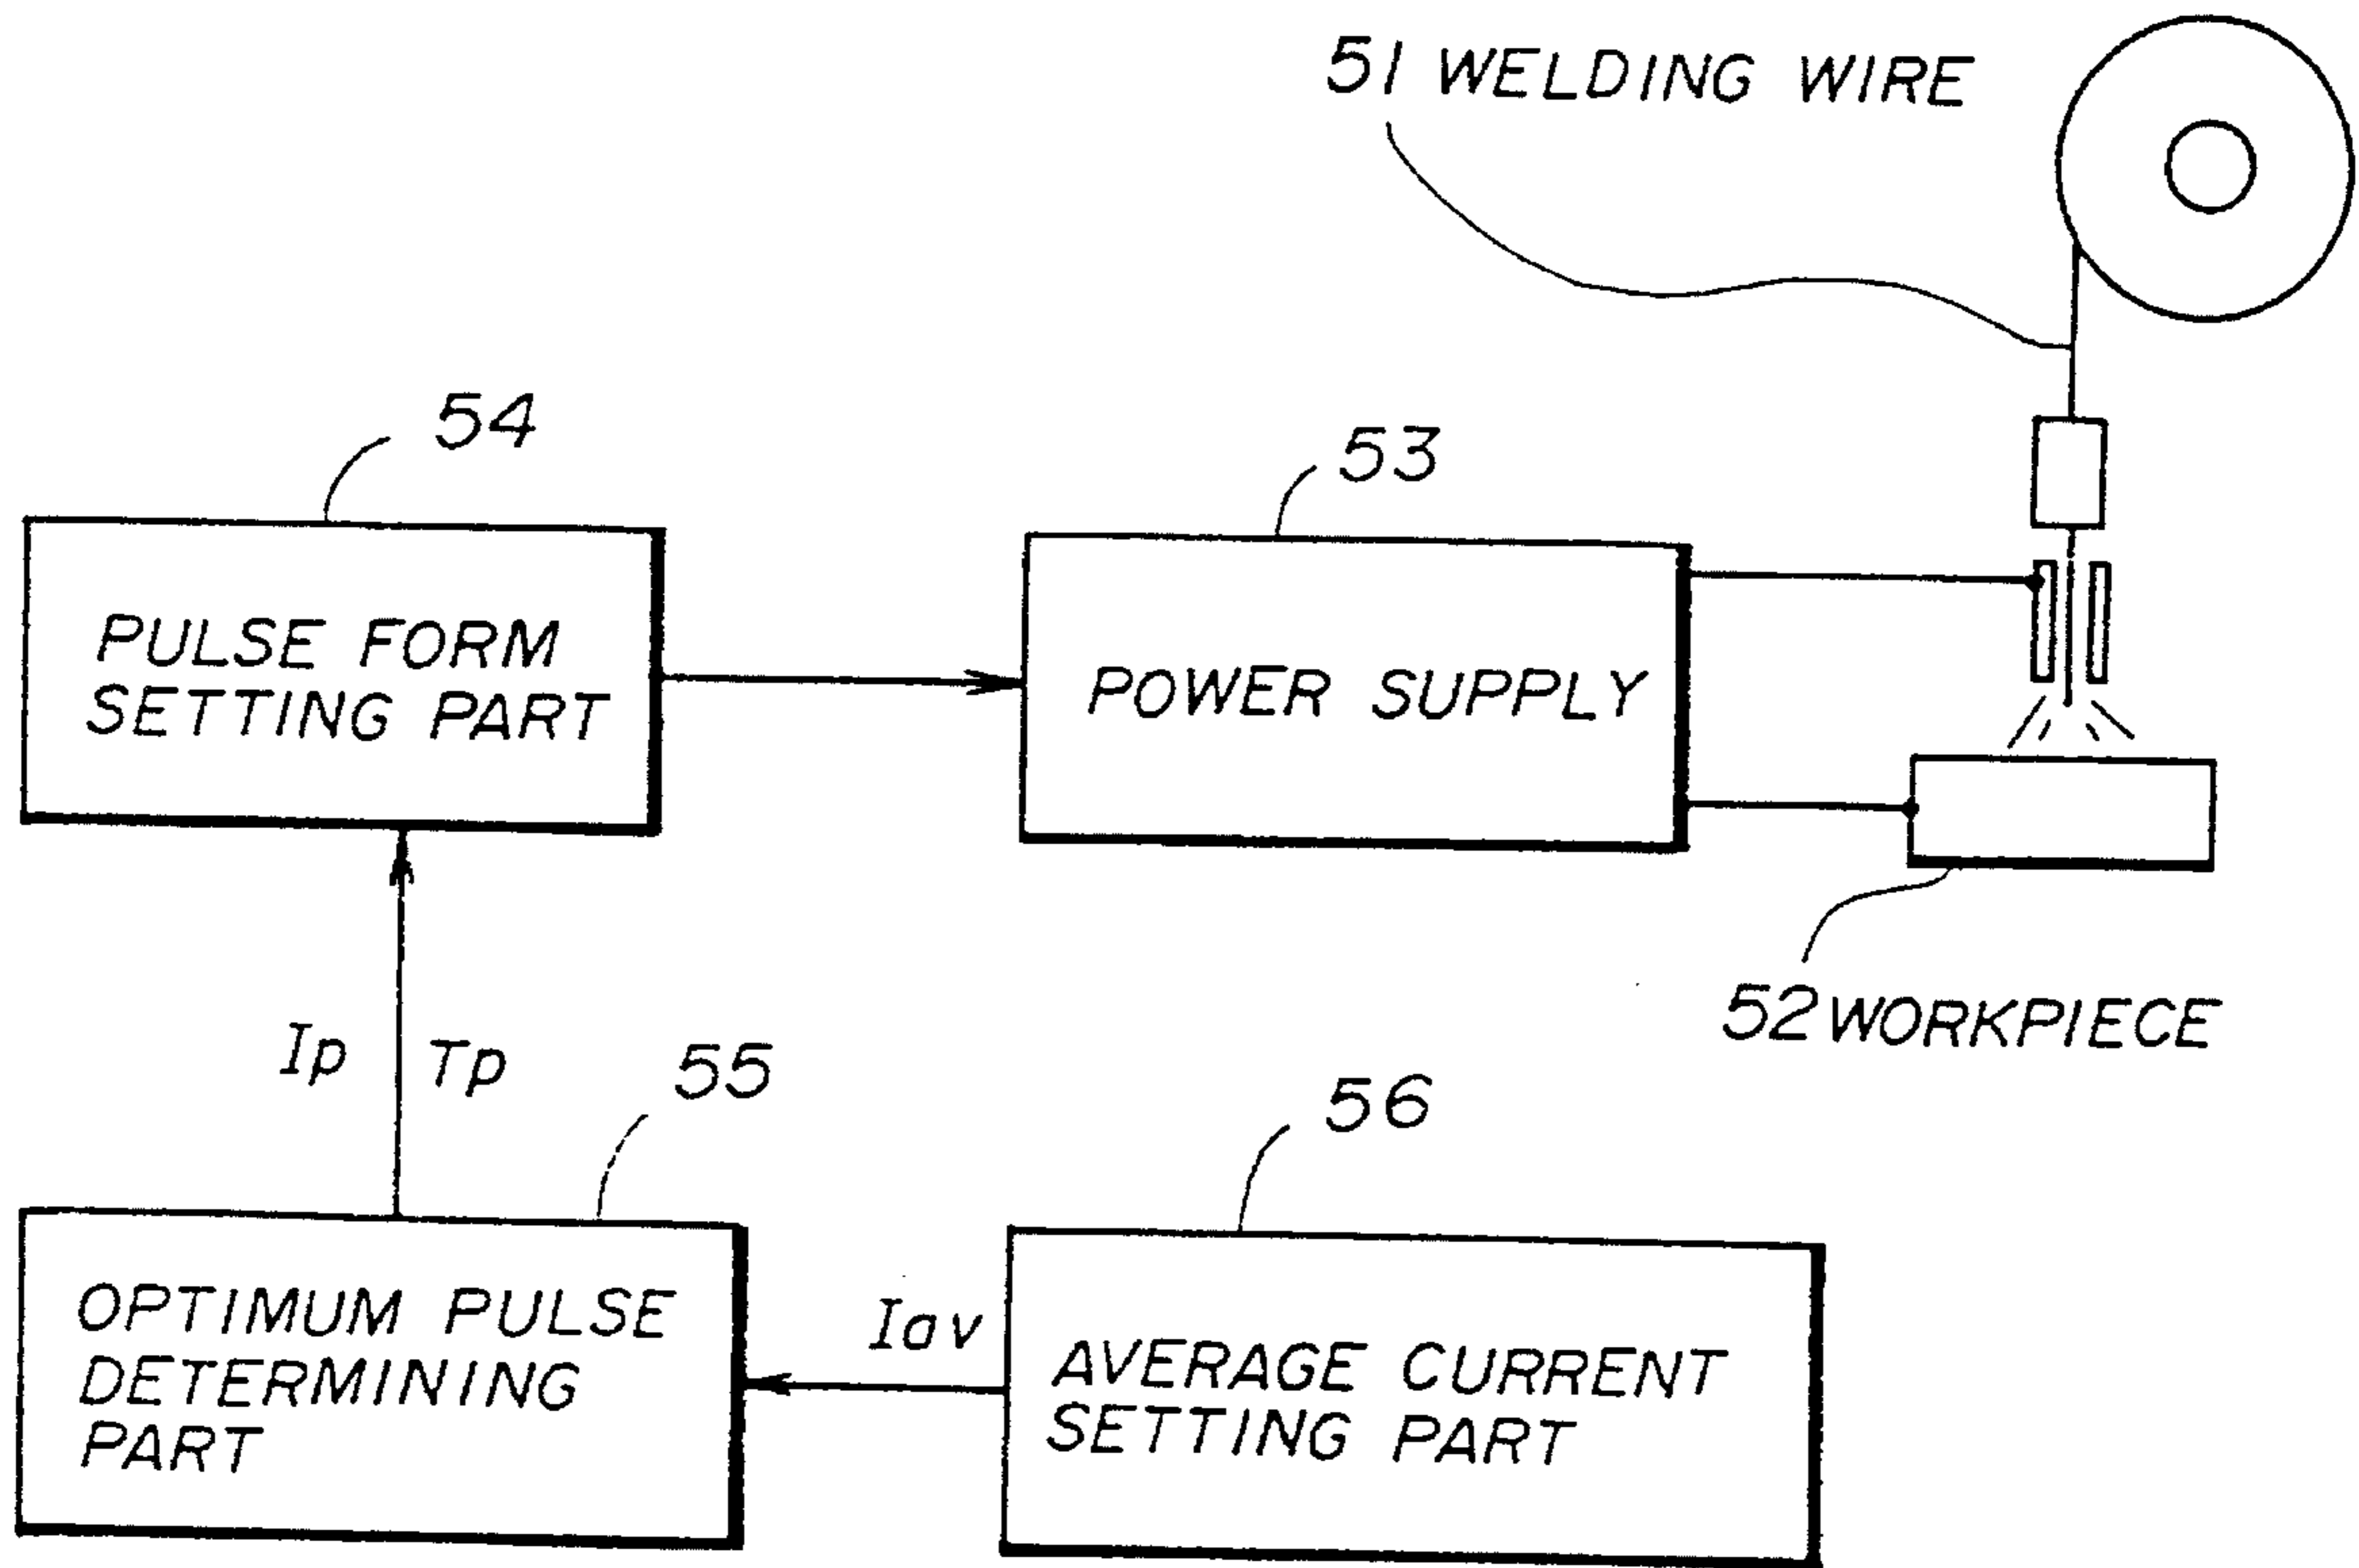 51 WELDING WIRE
54
53
PULSE FORM
SETTING PART
POWER SUPPLY
52 WORKPIECE
Ip Tp
55
56
OPTIMUM PULSE
DETERMINING
PART
Iav
AVERAGE CURRENT
SETTING PART